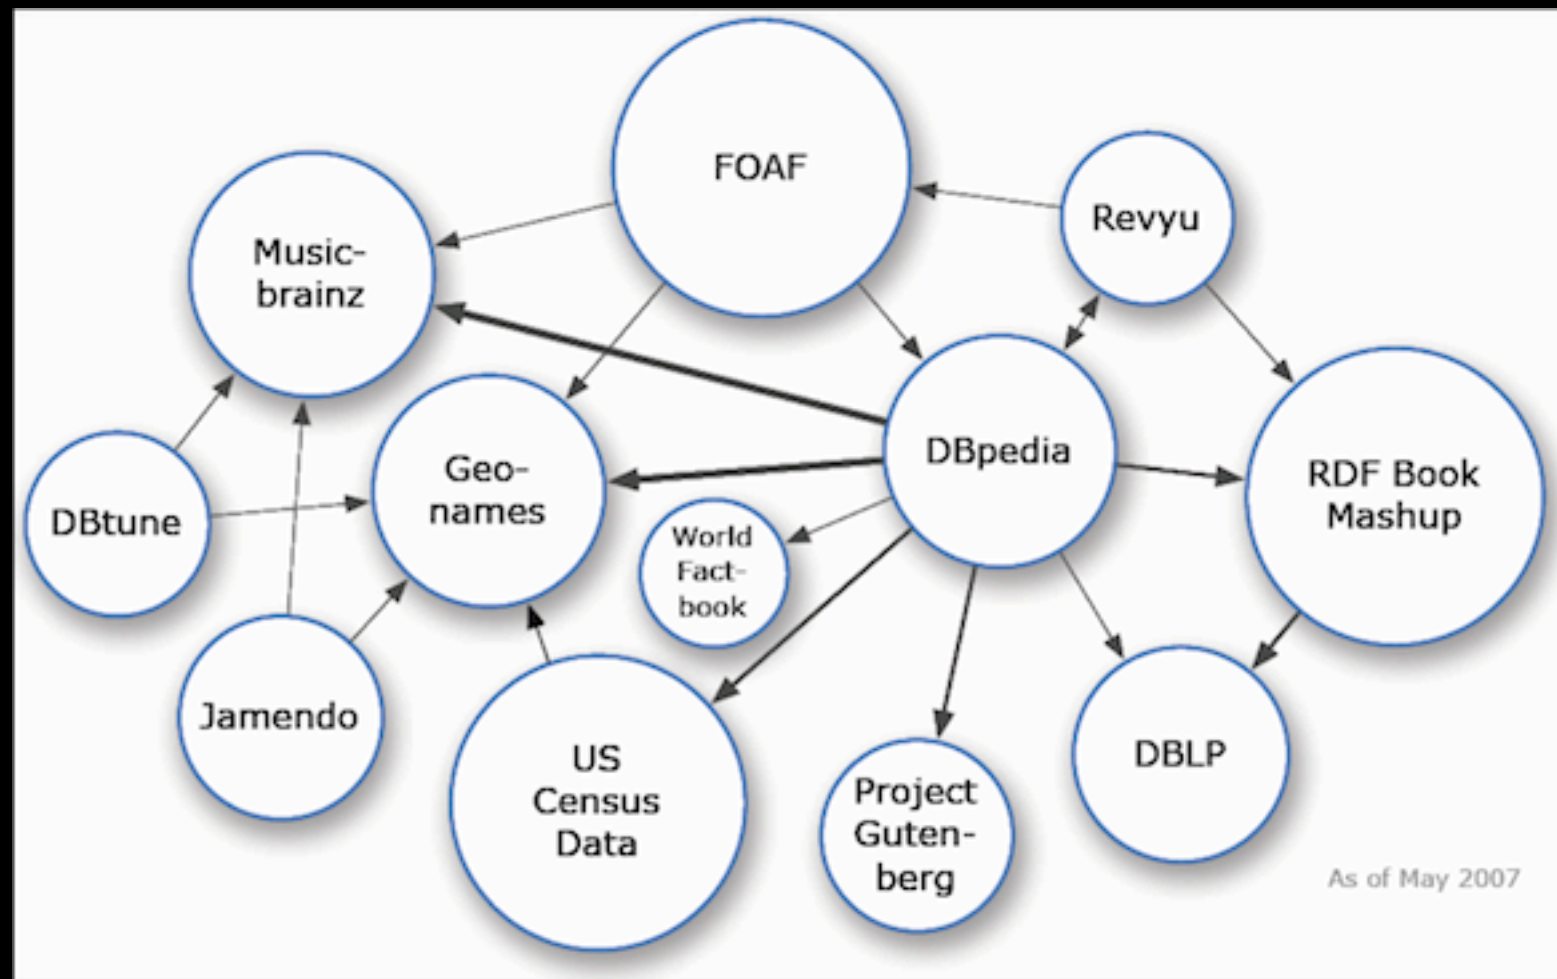 FOAF
Revyu
Music-
brainz
DBpedia
Geo-
names
RDF Book
Mashup
DBtune
World
Fact-
book
Jamendo
US
Census
Data
Project
Guten-
berg
DBLP
As of May 2007